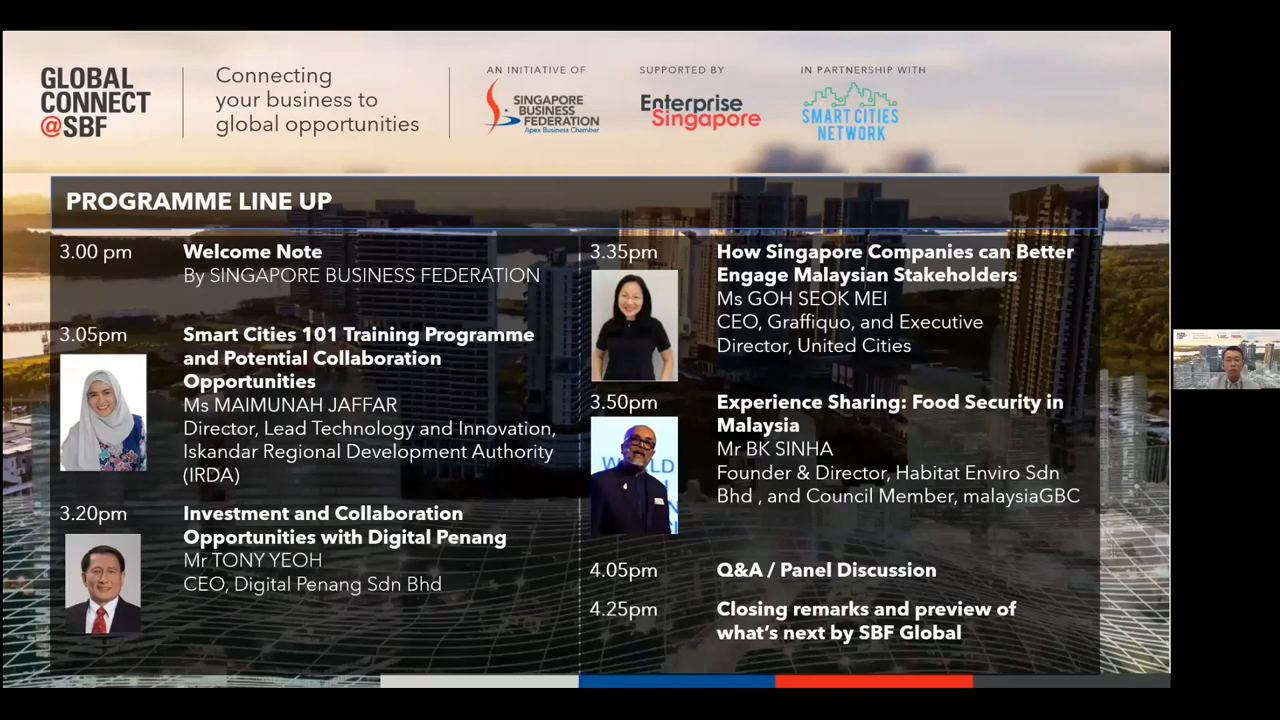 GLOBAL
CONNECT
@SBF
Connecting
your business to
global opportunities
AN INITIATIVE OF
SINGAPORE
BUSINESS
FEDERATION
Apex Business Chamber
SUPPORTED BY
Enterprise
Singapore
IN PARTNERSHIP WITH
SMART CITIES
NETWORK
PROGRAMME LINE UP
3.00 pm
Welcome Note
By SINGAPORE BUSINESS FEDERATION
3.05pm
Smart Cities 101 Training Programme
and Potential Collaboration
Opportunities
Ms MAIMUNAH JAFFAR
Director, Lead Technology and Innovation,
Iskandar Regional Development Authority
(IRDA)
3.20pm
Investment and Collaboration
Opportunities with Digital Penang
Mr TONY YEOH
CEO, Digital Penang Sdn Bhd
3.35pm
How Singapore Companies can Better
Engage Malaysian Stakeholders
Ms GOH SEOK MEI
CEO, Graffiquo, and Executive
Director, United Cities
3.50pm
Experience Sharing: Food Security in
Malaysia
Mr BK SINHA
Founder & Director, Habitat Enviro Sdn
Bhd , and Council Member, malaysiaGBC
4.05pm
Q&A / Panel Discussion
4.25pm
Closing remarks and preview of
what's next by SBF Global